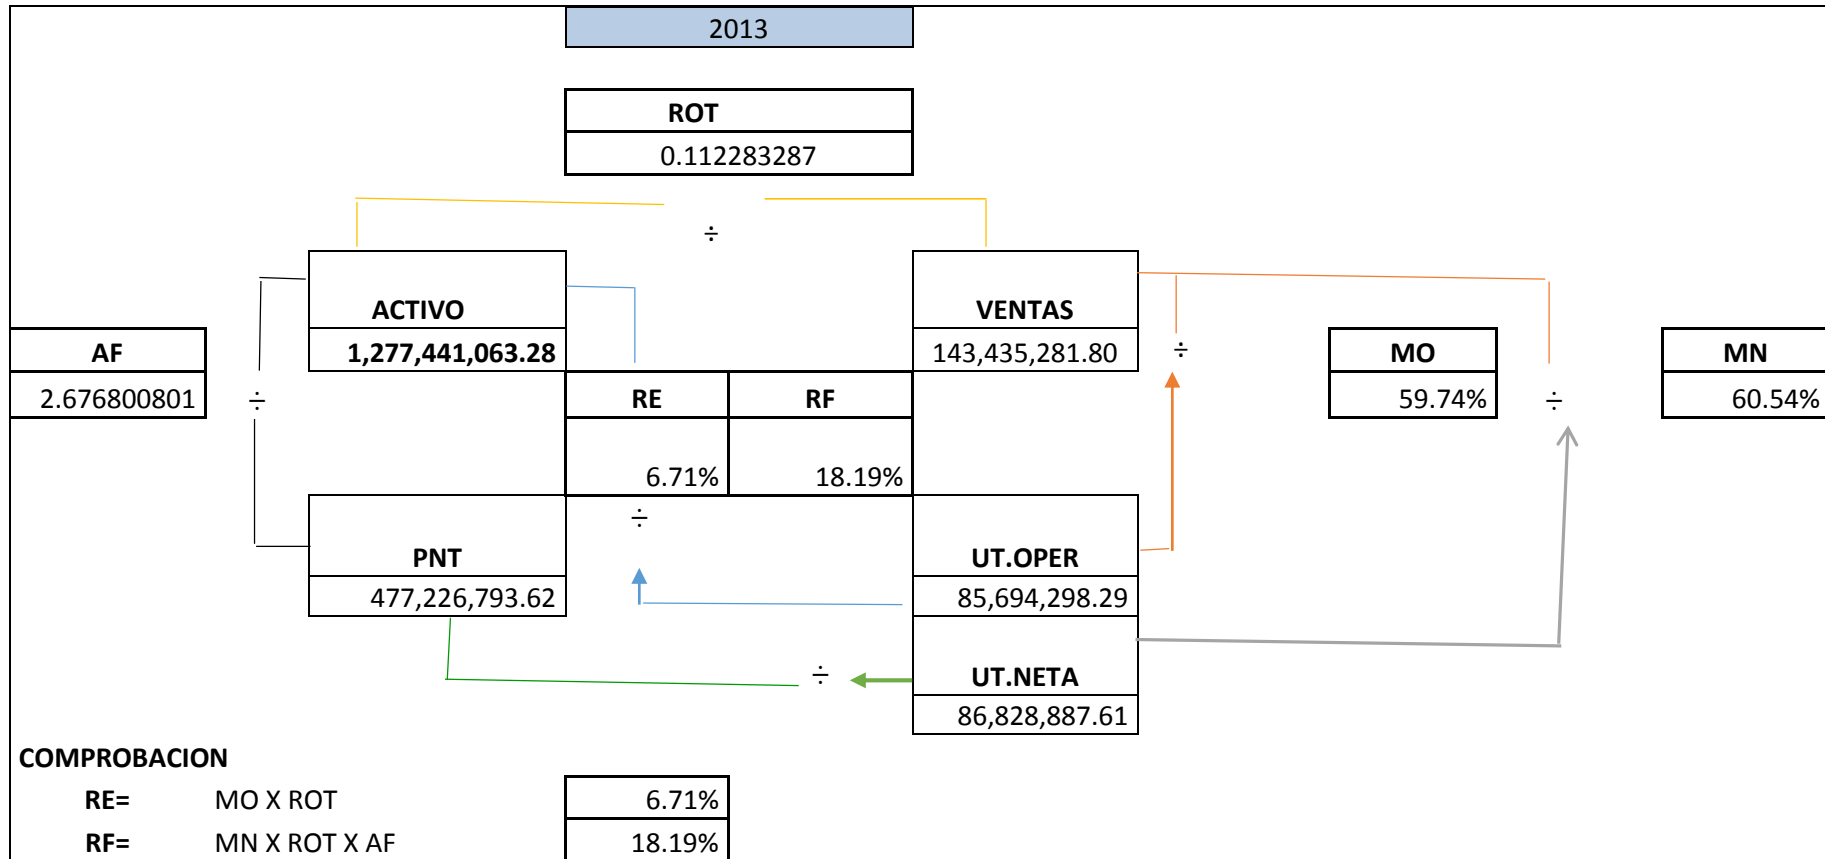 2013
ROT
0.112283287
÷
ACTIVO
VENTAS
AF
1,277,441,063.28
143,435,281.80
÷
MO
MN
2.676800801
÷
RE
RF
59.74%
÷
60.54%
6.71%
18.19%
÷
PNT
UT.OPER
477,226,793.62
85,694,298.29
÷
UT.NETA
86,828,887.61
COMPROBACION
RE= MO X ROT 6.71%
RF= MN X ROT X AF 18.19%